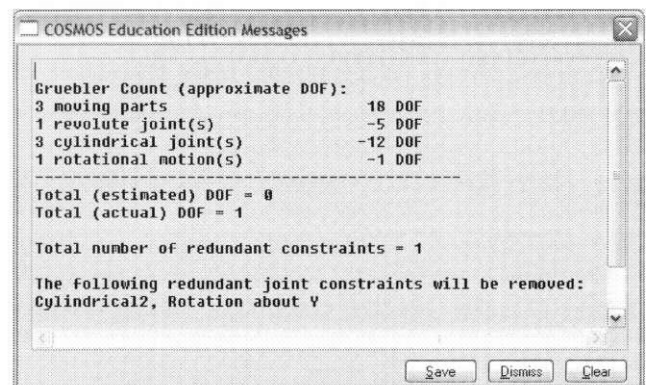 COSMOS Education Edition Messages
Gruebler Count (approximate DOF):
3 moving parts 18 DOF
1 revolute joint(s) -5 DOF
3 cylindrical joint(s) -12 DOF
1 rotational motion(s) -1 DOF
Total (estimated) DOF = 0
Total (actual) DOF = 1
Total number of redundant constraints = 1
The Following redundant joint constraints will be removed:
Cylindrical2, Rotation about Y
Save Dismiss Clear